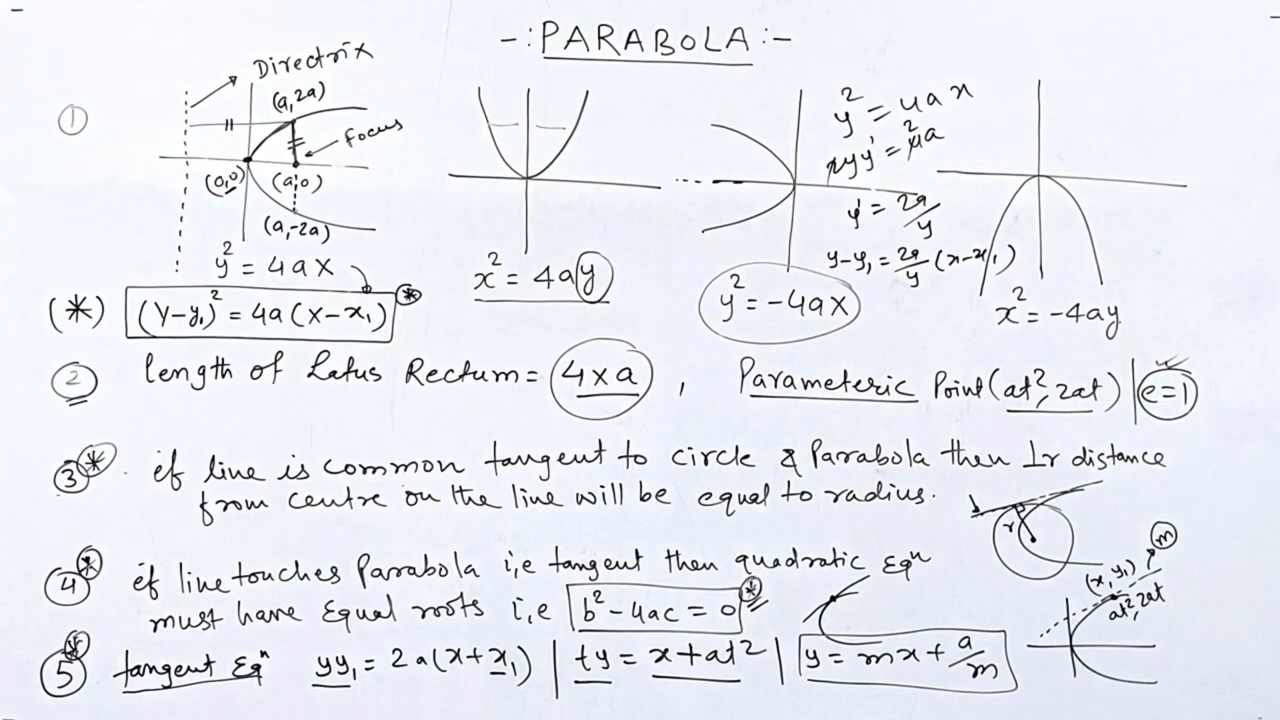 -: PARABOLA :-
①
Directrix
(a, 2a)
Focus
(0,0)
(a,0)
(a,-2a)
y² = 4ax
x² = 4ay
y² = -4ax
y² = 4ax
2yy' = 4a
y' = 2a/y
y-y₁ = 2a/y (x-x₁)
x² = -4ay
(*) (Y-y₁)² = 4a(X-x₁) *
② length of Latus Rectum = 4xa , Parameteric Point (at², 2at) | e=1
③* if line is common tangent to circle & Parabola then ⊥r distance
from centre on the line will be equal to radius.
r
④* if line touches Parabola i,e tangent then quadratic Eqⁿ
must have Equal roots i,e b² - 4ac = 0 *
m
(x, y₁)
at², 2at
⑤* tangent Eqⁿ yy₁ = 2a(x+x₁) | ty = x+at² | y = mx + a/m